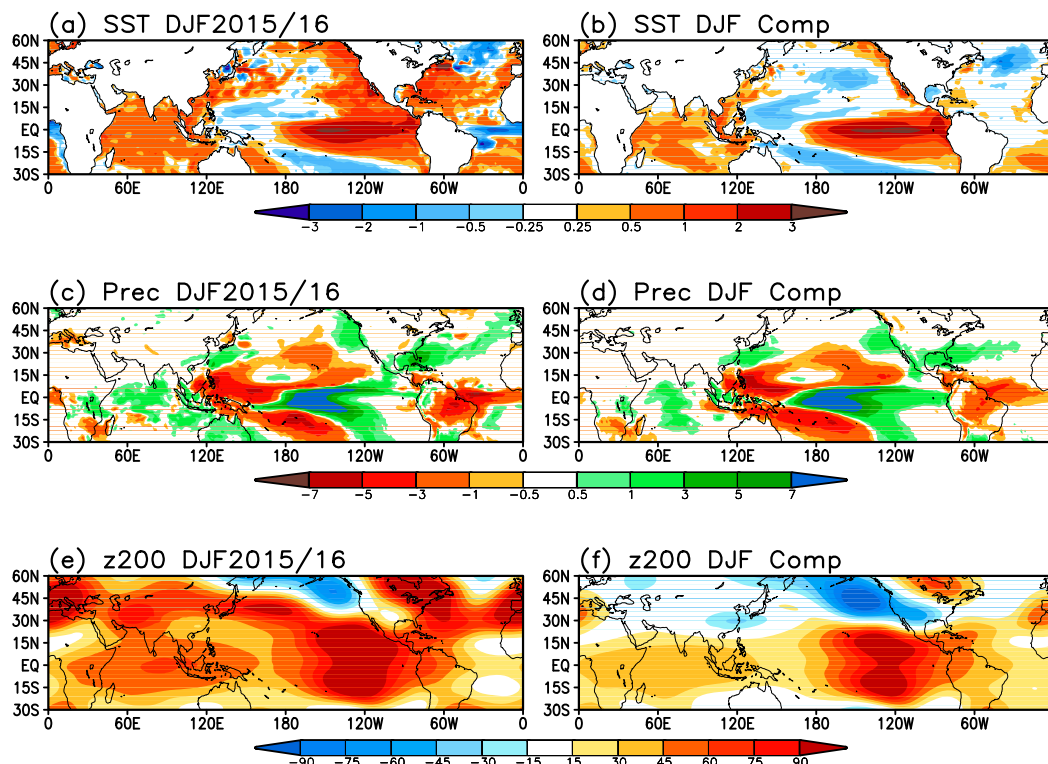 (a) SST DJF2015/16
(b) SST DJF Comp
60N
45N
30N
15N
EQ
15S
30S
0 60E 120E 180 120W 60W 0
60N
45N
30N
15N
EQ
15S
30S
0 60E 120E 180 120W 60W
-3 -2 -1 -0.5 -0.25 0.25 0.5 1 2 3
(c) Prec DJF2015/16
(d) Prec DJF Comp
60N
45N
30N
15N
EQ
15S
30S
0 60E 120E 180 120W 60W 0
60N
45N
30N
15N
EQ
15S
30S
0 60E 120E 180 120W 60W
-7 -5 -3 -1 -0.5 0.5 1 3 5 7
(e) z200 DJF2015/16
(f) z200 DJF Comp
60N
45N
30N
15N
EQ
15S
30S
0 60E 120E 180 120W 60W 0
60N
45N
30N
15N
EQ
15S
30S
0 60E 120E 180 120W 60W
-90 -75 -60 -45 -30 -15 15 30 45 60 75 90